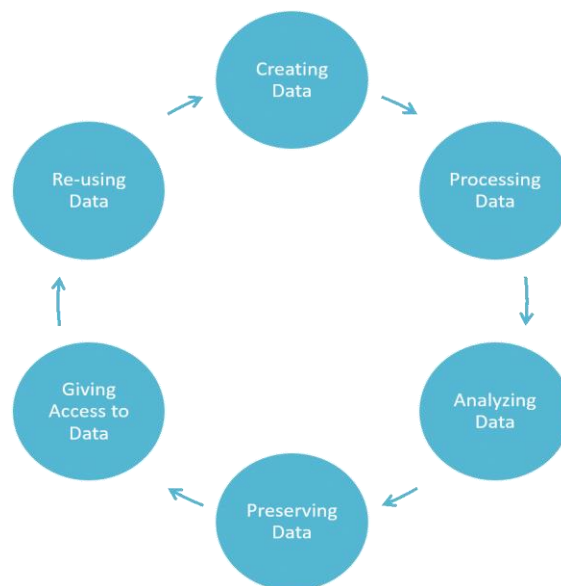 Creating
Data
Processing
Data
Analyzing
Data
Preserving
Data
Giving
Access to
Data
Re-using
Data